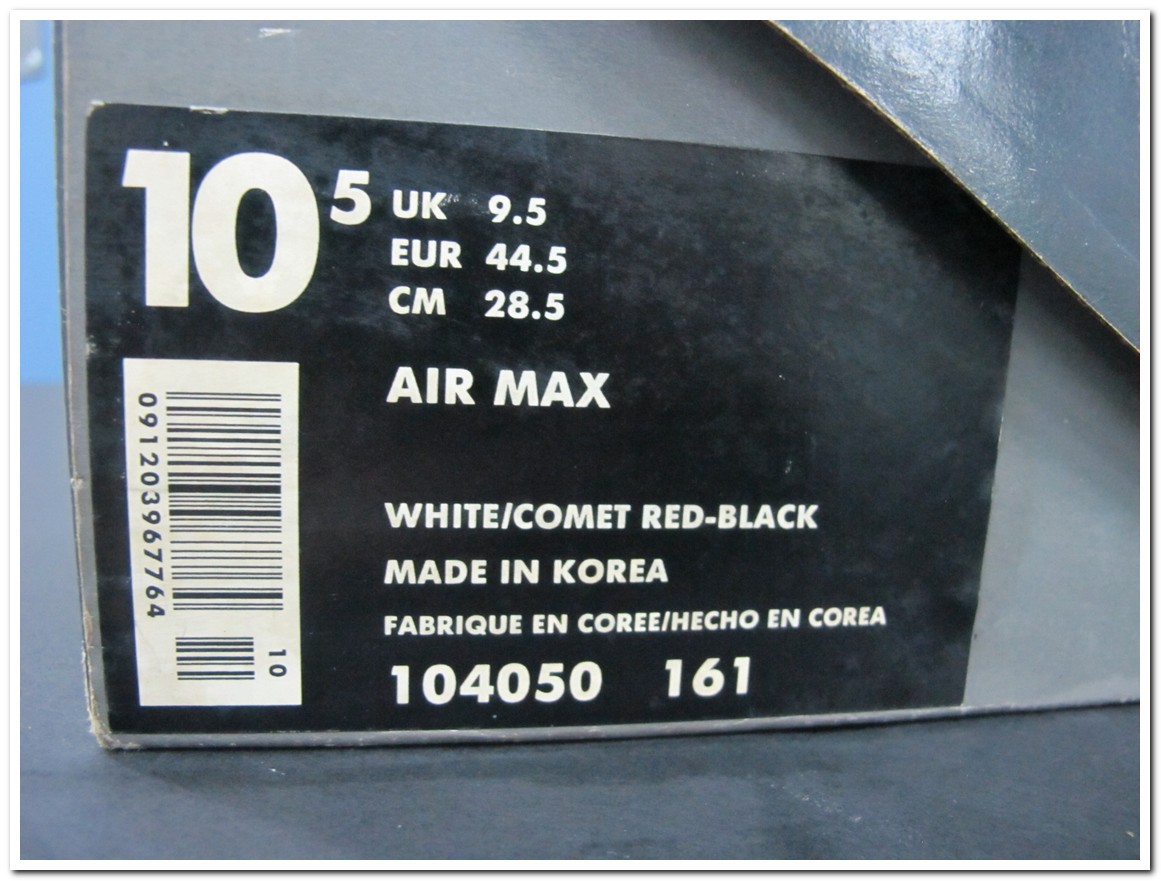 10 5
UK 9.5
EUR 44.5
CM 28.5
AIR MAX
WHITE/COMET RED-BLACK
MADE IN KOREA
FABRIQUE EN COREE/HECHO EN COREA
104050 161
091203967764
10